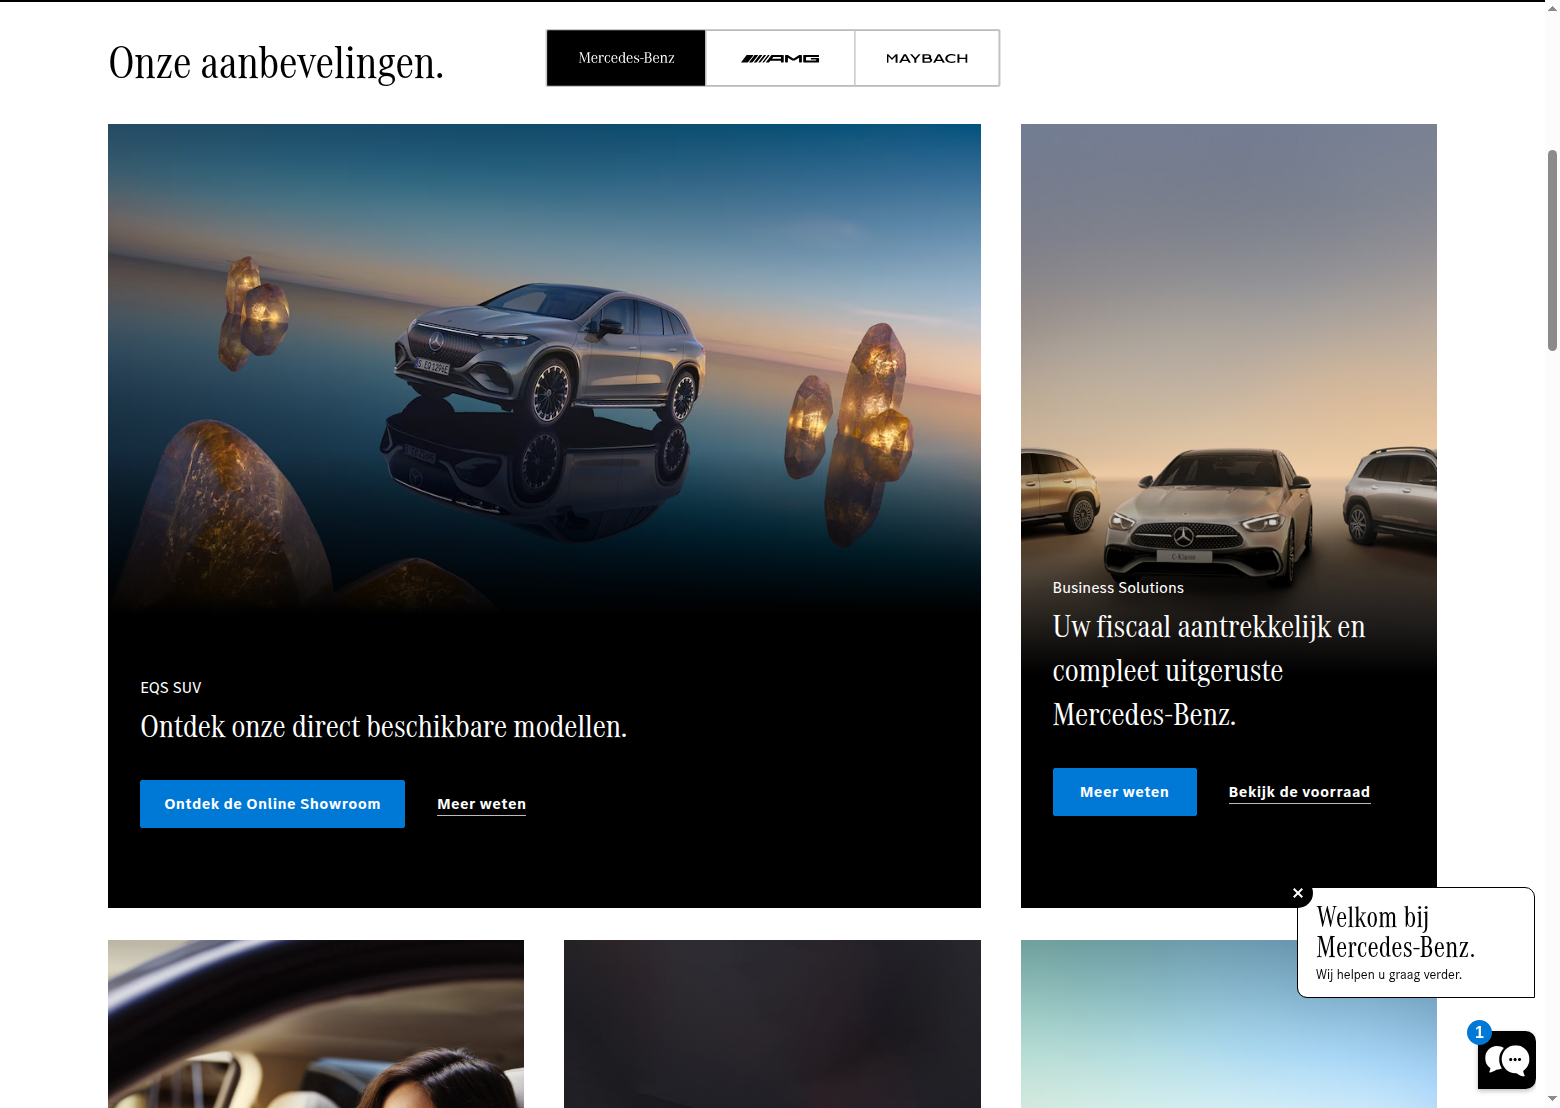 Onze aanbevelingen.
Mercedes-Benz
AMG
MAYBACH
EQS SUV
Ontdek onze direct beschikbare modellen.
Ontdek de Online Showroom
Meer weten
C-Klasse
Business Solutions
Uw fiscaal aantrekkelijk en
compleet uitgeruste
Mercedes-Benz.
Meer weten
Bekijk de voorraad
Welkom bij
Mercedes-Benz.
Wij helpen u graag verder.
1